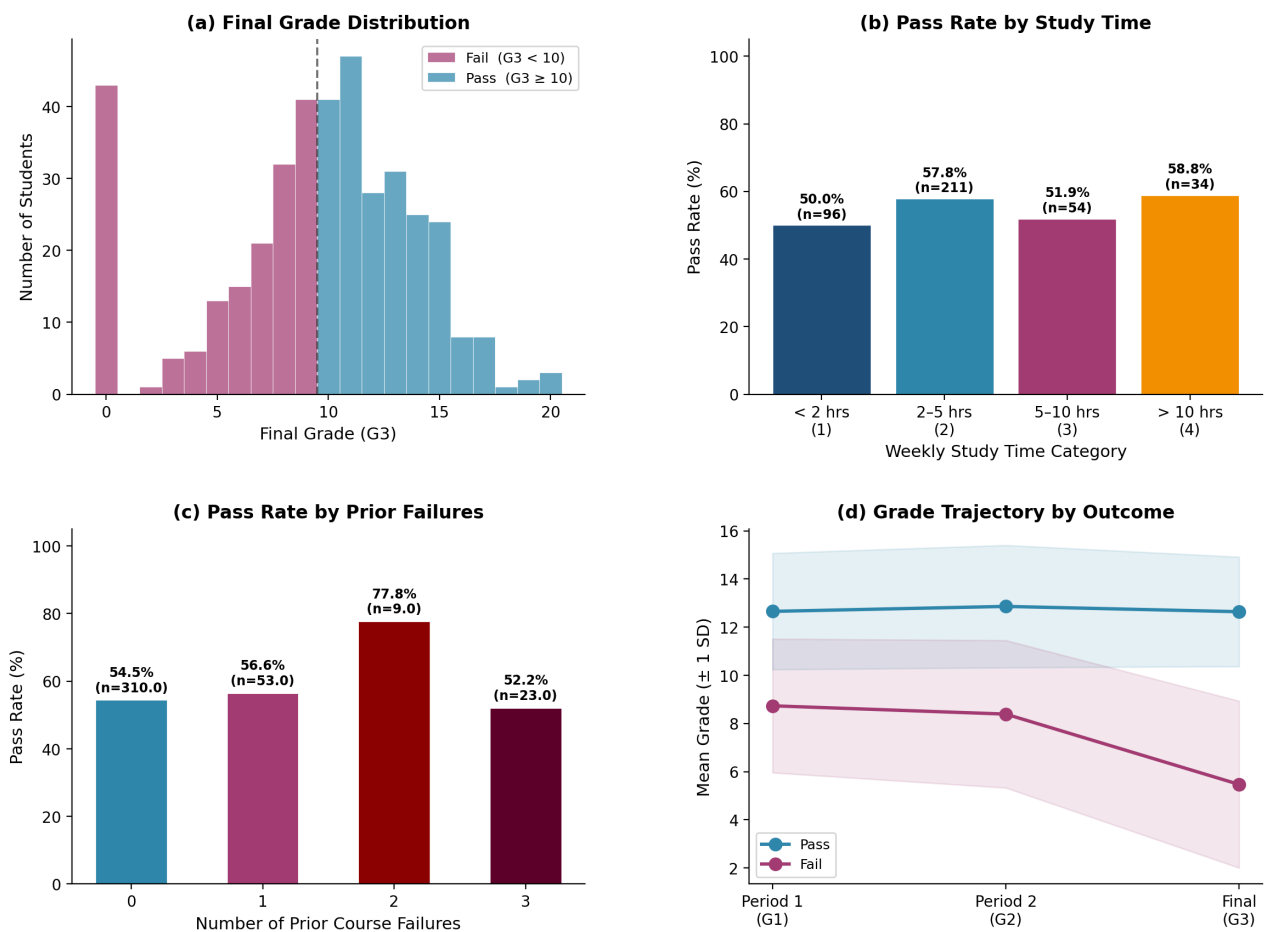 (a) Final Grade Distribution
Number of Students
40
30
20
10
0
Fail  (G3 < 10)
Pass  (G3 ≥ 10)
0 5 10 15 20
Final Grade (G3)
(b) Pass Rate by Study Time
Pass Rate (%)
100
80
60
40
20
0
50.0%
(n=96)
57.8%
(n=211)
51.9%
(n=54)
58.8%
(n=34)
< 2 hrs
(1)
2–5 hrs
(2)
5–10 hrs
(3)
> 10 hrs
(4)
Weekly Study Time Category
(c) Pass Rate by Prior Failures
Pass Rate (%)
100
80
60
40
20
0
54.5%
(n=310.0)
56.6%
(n=53.0)
77.8%
(n=9.0)
52.2%
(n=23.0)
0 1 2 3
Number of Prior Course Failures
(d) Grade Trajectory by Outcome
Mean Grade (± 1 SD)
16
14
12
10
8
6
4
2
Pass
Fail
Period 1
(G1)
Period 2
(G2)
Final
(G3)